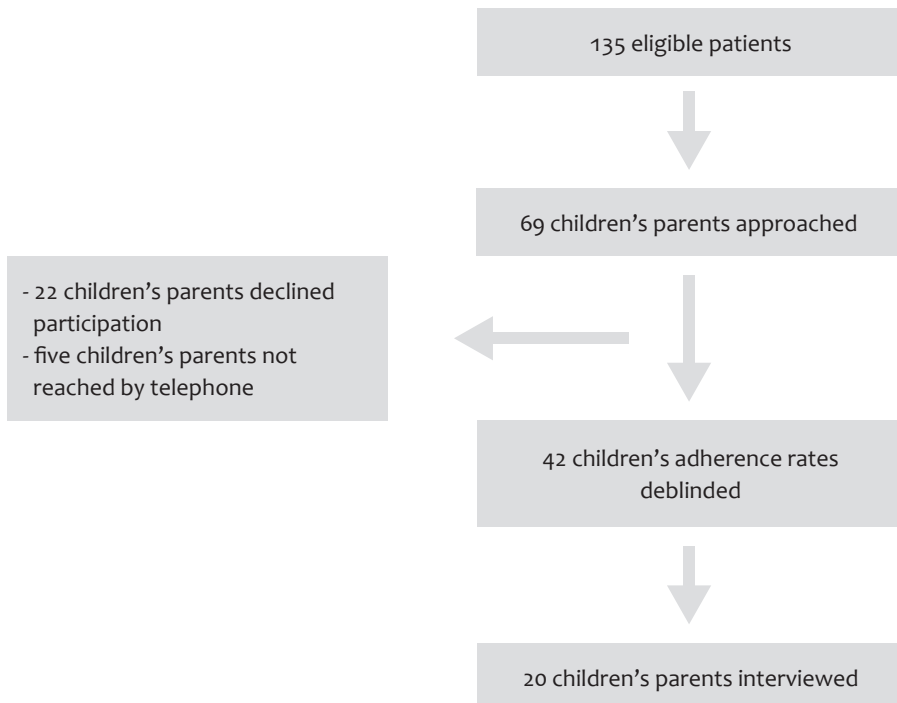 135 eligible patients
69 children’s parents approached
- 22 children’s parents declined
participation
- five children’s parents not
reached by telephone
42 children’s adherence rates
deblinded
20 children’s parents interviewed